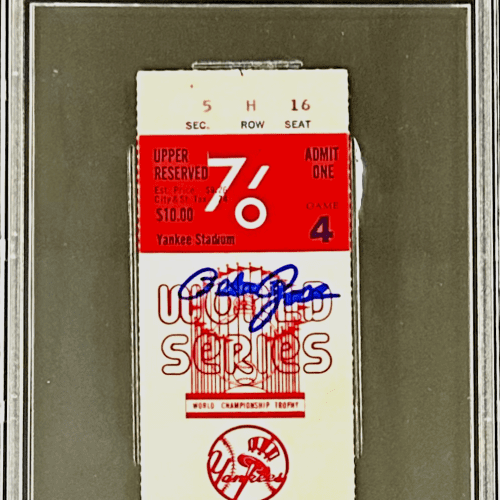 5 H 16
SEC. ROW SEAT
UPPER RESERVED
76
ADMIT ONE
$10.00
Yankee Stadium
GAME
4
WORLD
SERIES
WORLD CHAMPIONSHIP TROPHY
Yankees